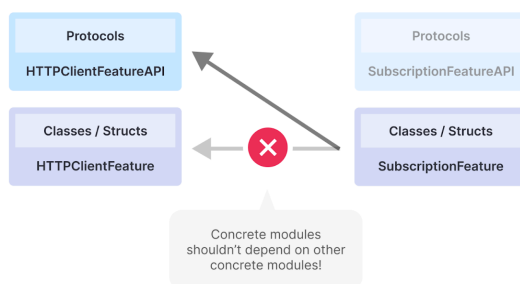 Protocols
HTTPClientFeatureAPI
Protocols
SubscriptionFeatureAPI
Classes / Structs
HTTPClientFeature
Classes / Structs
SubscriptionFeature
Concrete modules
shouldn’t depend on other
concrete modules!